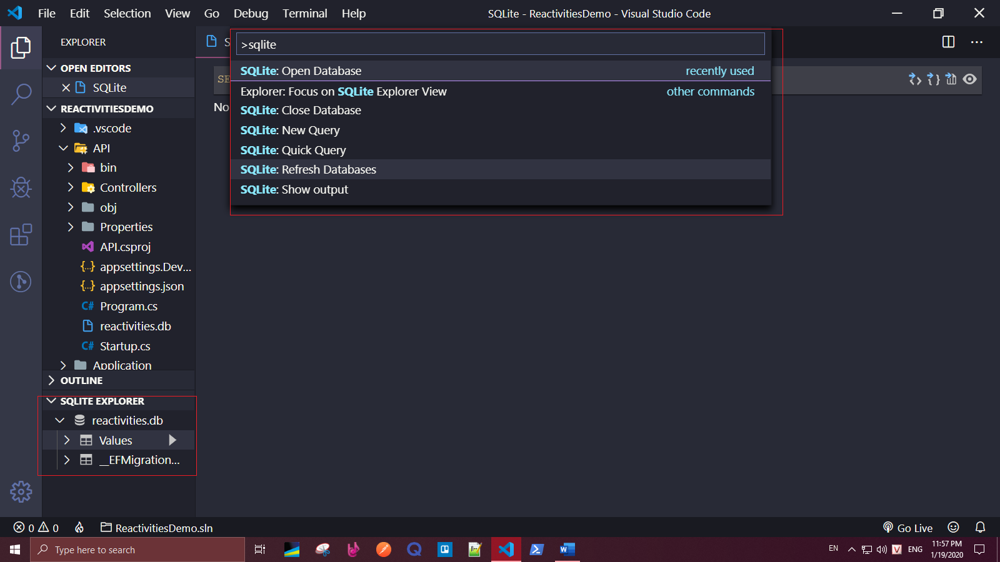 File Edit Selection View Go Debug Terminal Help
SQLite - ReactivitiesDemo - Visual Studio Code
EXPLORER
OPEN EDITORS
SQLite
REACTIVITIESDEMO
.vscode
API
bin
Controllers
obj
Properties
API.csproj
appsettings.Dev...
appsettings.json
Program.cs
reactivities.db
Startup.cs
Application
OUTLINE
SQLITE EXPLORER
reactivities.db
Values
__EFMigration...
S
>sqlite
SQLite: Open Database recently used
Explorer: Focus on SQLite Explorer View other commands
SQLite: Close Database
SQLite: New Query
SQLite: Quick Query
SQLite: Refresh Databases
SQLite: Show output
SE
No
0 0 ReactivitiesDemo.sln Go Live
Type here to search
EN ENG
11:57 PM
1/19/2020